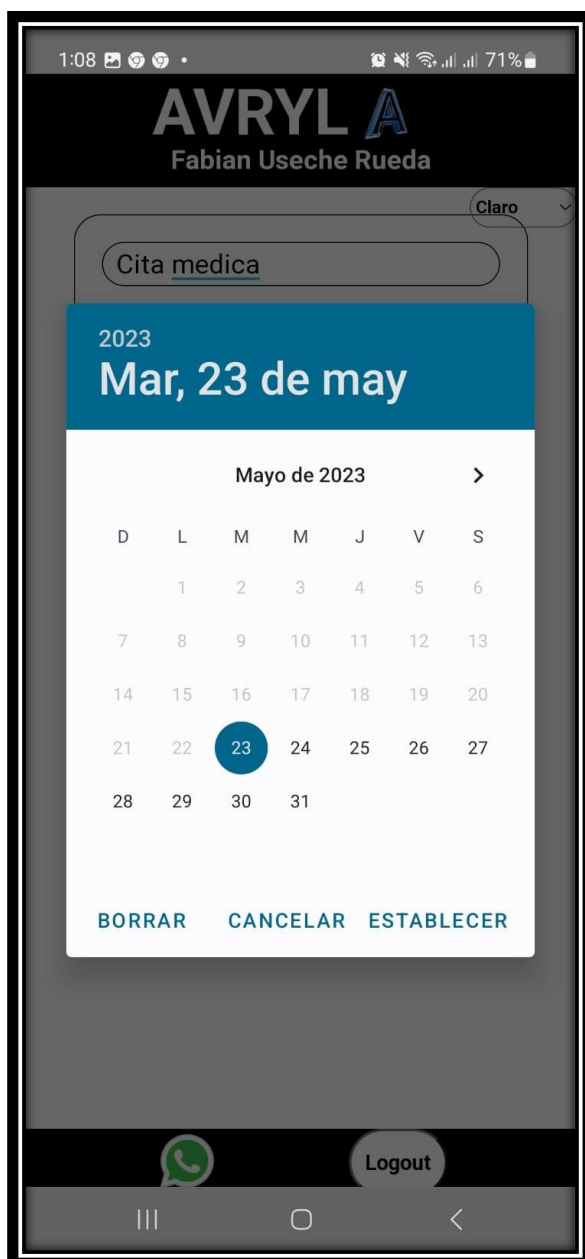 1:08 71%
AVRYL A
Fabian Useche Rueda
Claro
Cita medica
2023
Mar, 23 de may
Mayo de 2023
D L M M J V S
1 2 3 4 5 6
7 8 9 10 11 12 13
14 15 16 17 18 19 20
21 22 23 24 25 26 27
28 29 30 31
BORRAR CANCELAR ESTABLECER
Logout